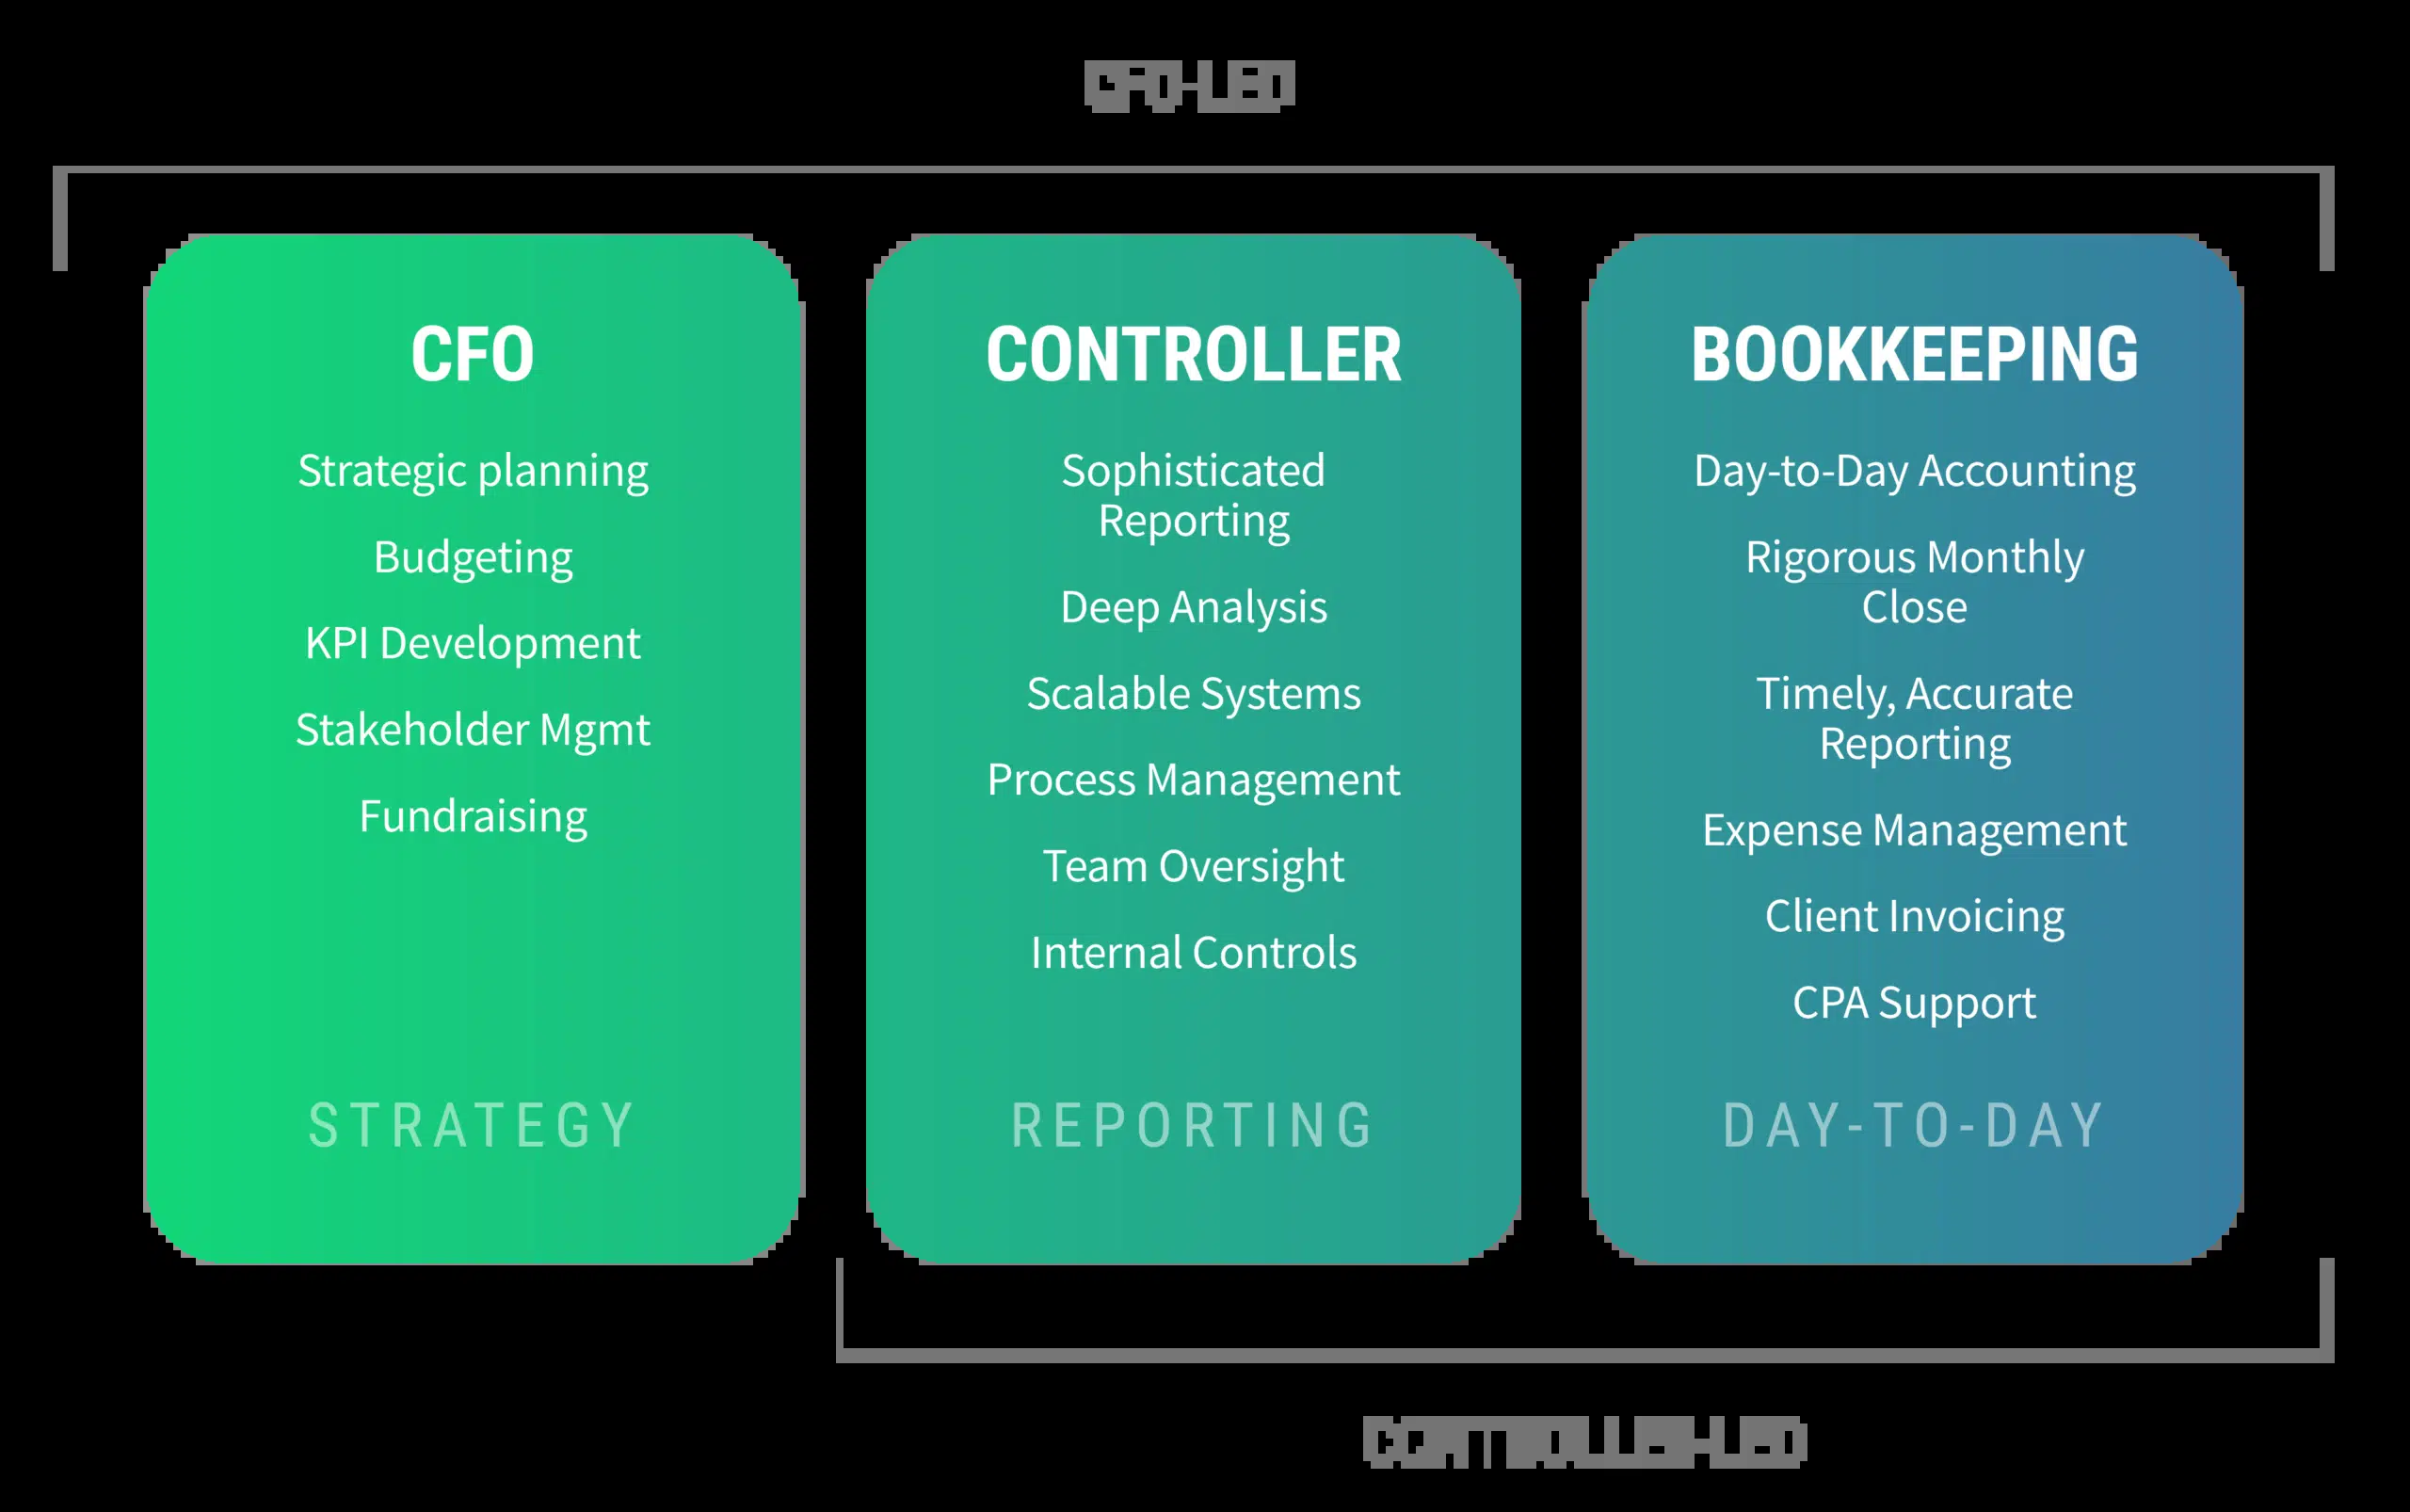 CFO-LED
CFO
Strategic planning
Budgeting
KPI Development
Stakeholder Mgmt
Fundraising
STRATEGY
CONTROLLER
Sophisticated
Reporting
Deep Analysis
Scalable Systems
Process Management
Team Oversight
Internal Controls
REPORTING
BOOKKEEPING
Day-to-Day Accounting
Rigorous Monthly
Close
Timely, Accurate
Reporting
Expense Management
Client Invoicing
CPA Support
DAY-TO-DAY
CONTROLLER-LED